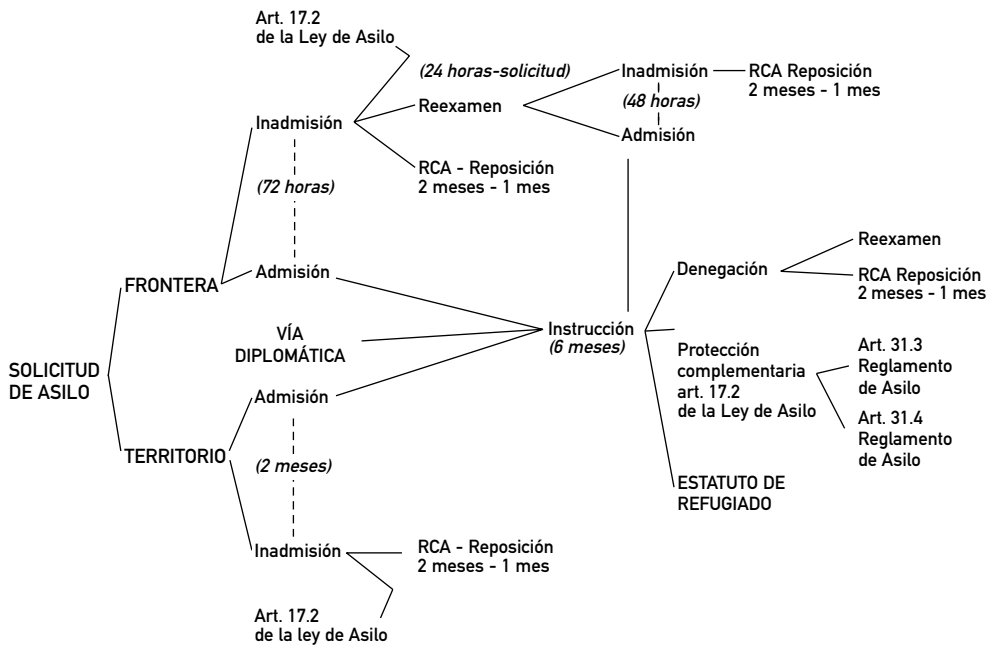 Art. 17.2
de la Ley de Asilo
(24 horas-solicitud)
Inadmisión
RCA Reposición
2 meses - 1 mes
Reexamen
(48 horas)
Inadmisión
Admisión
RCA - Reposición
2 meses - 1 mes
(72 horas)
Reexamen
Denegación
Admisión
FRONTERA
RCA Reposición
2 meses - 1 mes
VÍA
DIPLOMÁTICA
Instrucción
(6 meses)
Protección
complementaria
art. 17.2
de la Ley de Asilo
Art. 31.3
Reglamento
de Asilo
SOLICITUD
DE ASILO
Admisión
Art. 31.4
Reglamento
de Asilo
TERRITORIO
(2 meses)
ESTATUTO DE
REFUGIADO
Inadmisión
RCA - Reposición
2 meses - 1 mes
Art. 17.2
de la ley de Asilo